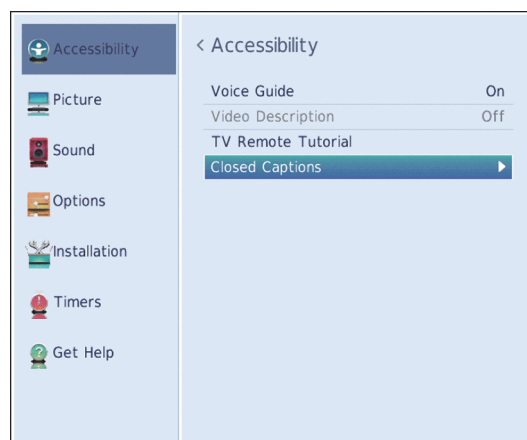 Accessibility
Picture
Sound
Options
Installation
Timers
Get Help
< Accessibility
Voice Guide On
Video Description Off
TV Remote Tutorial
Closed Captions